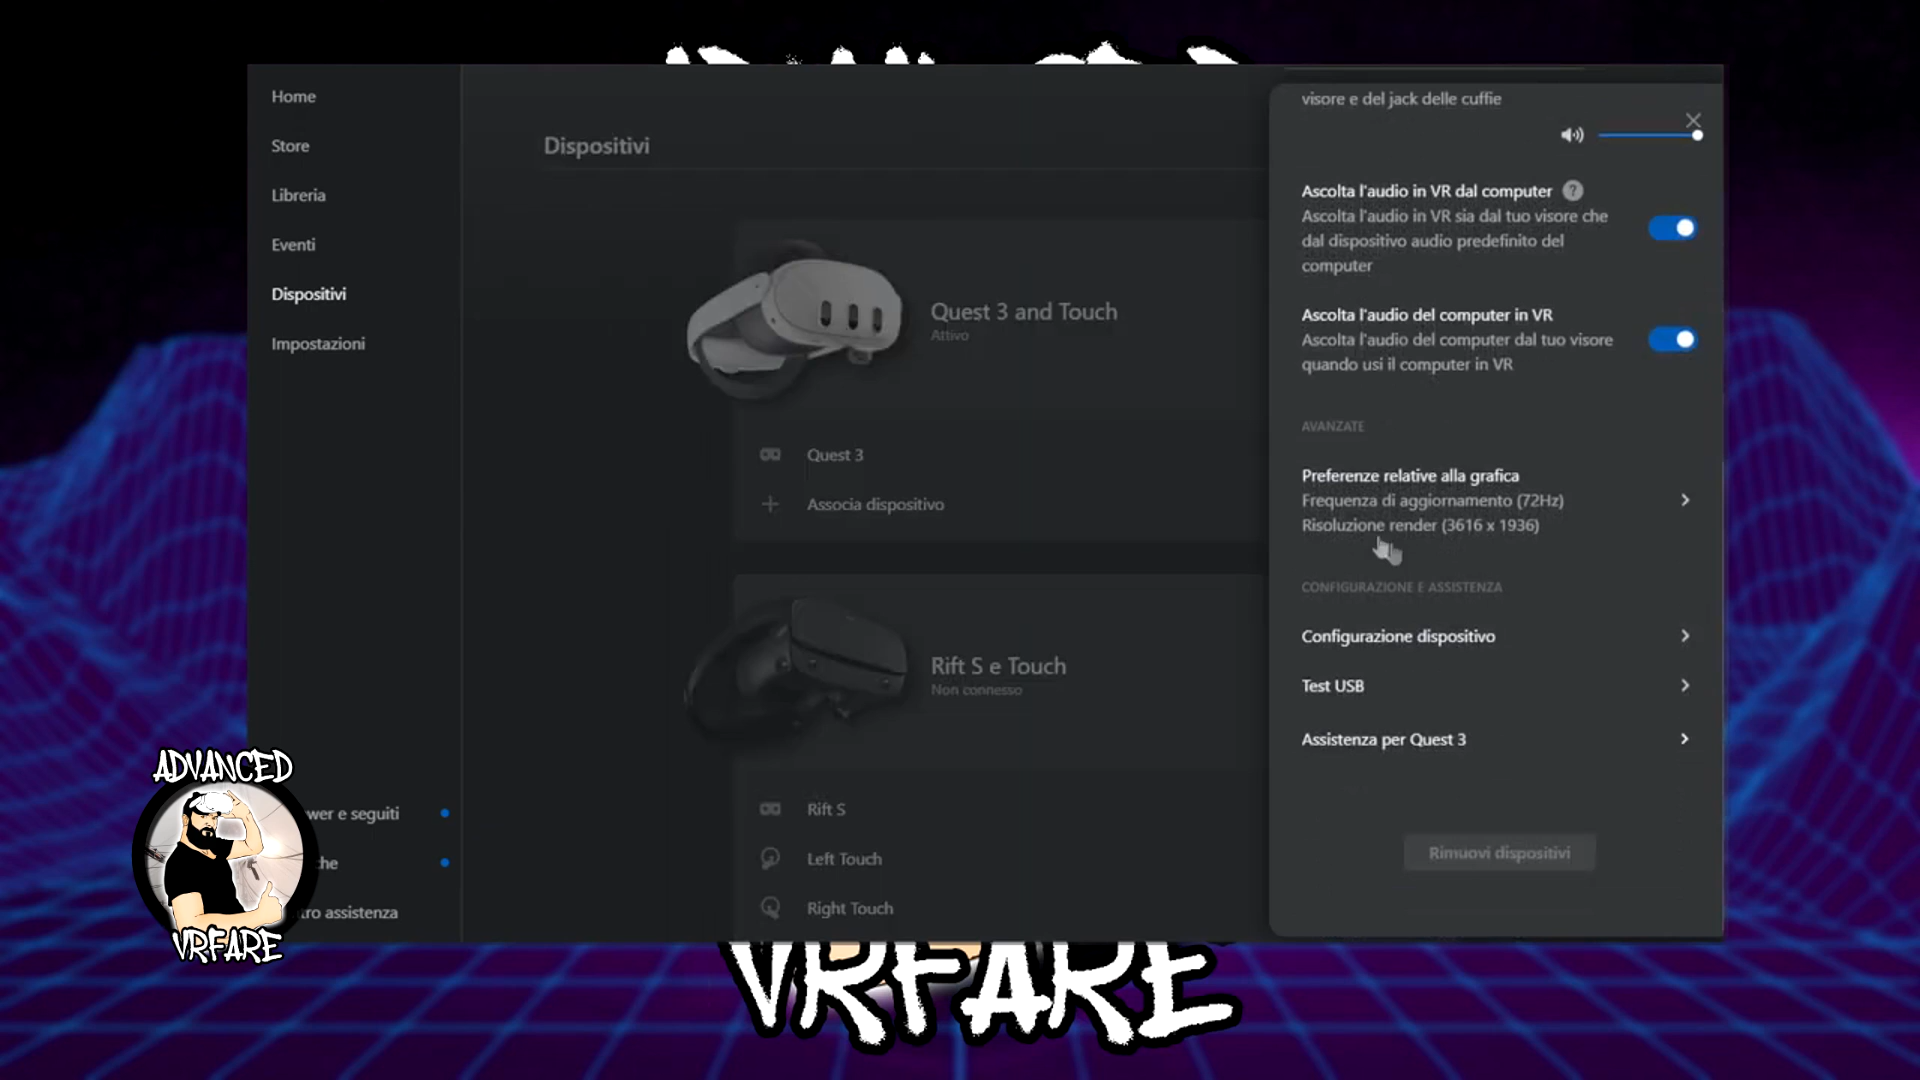 Home
Store
Libreria
Eventi
Dispositivi
Impostazioni
wer e seguiti
che
tro assistenza
Dispositivi
Quest 3 and Touch
Attivo
Quest 3
Associa dispositivo
Rift S e Touch
Non connesso
Rift S
Left Touch
Right Touch
visore e del jack delle cuffie
Ascolta l'audio in VR dal computer ?
Ascolta l'audio in VR sia dal tuo visore che
dal dispositivo audio predefinito del
computer
Ascolta l'audio del computer in VR
Ascolta l'audio del computer dal tuo visore
quando usi il computer in VR
AVANZATE
Preferenze relative alla grafica
Frequenza di aggiornamento (72Hz)
Risoluzione render (3616 x 1936)
CONFIGURAZIONE E ASSISTENZA
Configurazione dispositivo
Test USB
Assistenza per Quest 3
Rimuovi dispositivi
ADVANCED
VRFARE
VRFARE